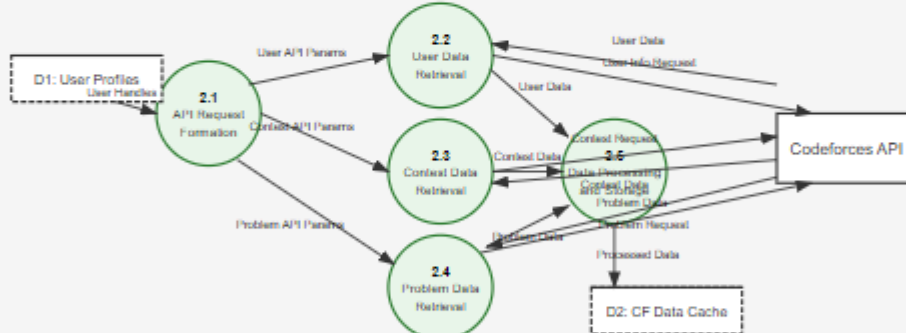 2.2
User Data
Retrieval
User Data
User API Params
User Info Request
D1: User Profiles
User Handles
2.1
API Request
Formation
User Data
Contest API Params
2.3
Contest Data
Retrieval
Contest Data
Contest Request
2.5
Data Processing
and Storage
Contest Data
Codeforces API
Problem Data
Problem API Params
Problem Data
Problem Request
2.4
Problem Data
Retrieval
Processed Data
D2: CF Data Cache